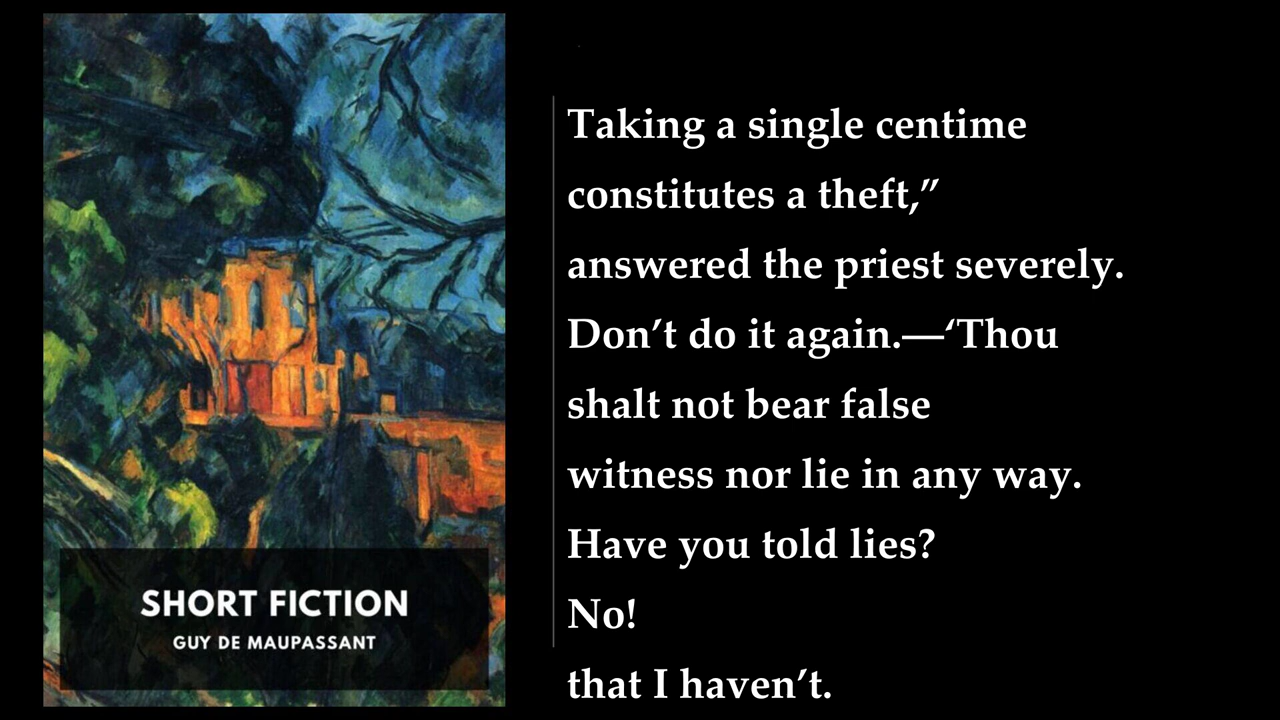 SHORT FICTION
GUY DE MAUPASSANT
Taking a single centime
constitutes a theft,”
answered the priest severely.
Don’t do it again.—‘Thou
shalt not bear false
witness nor lie in any way.
Have you told lies?
No!
that I haven’t.